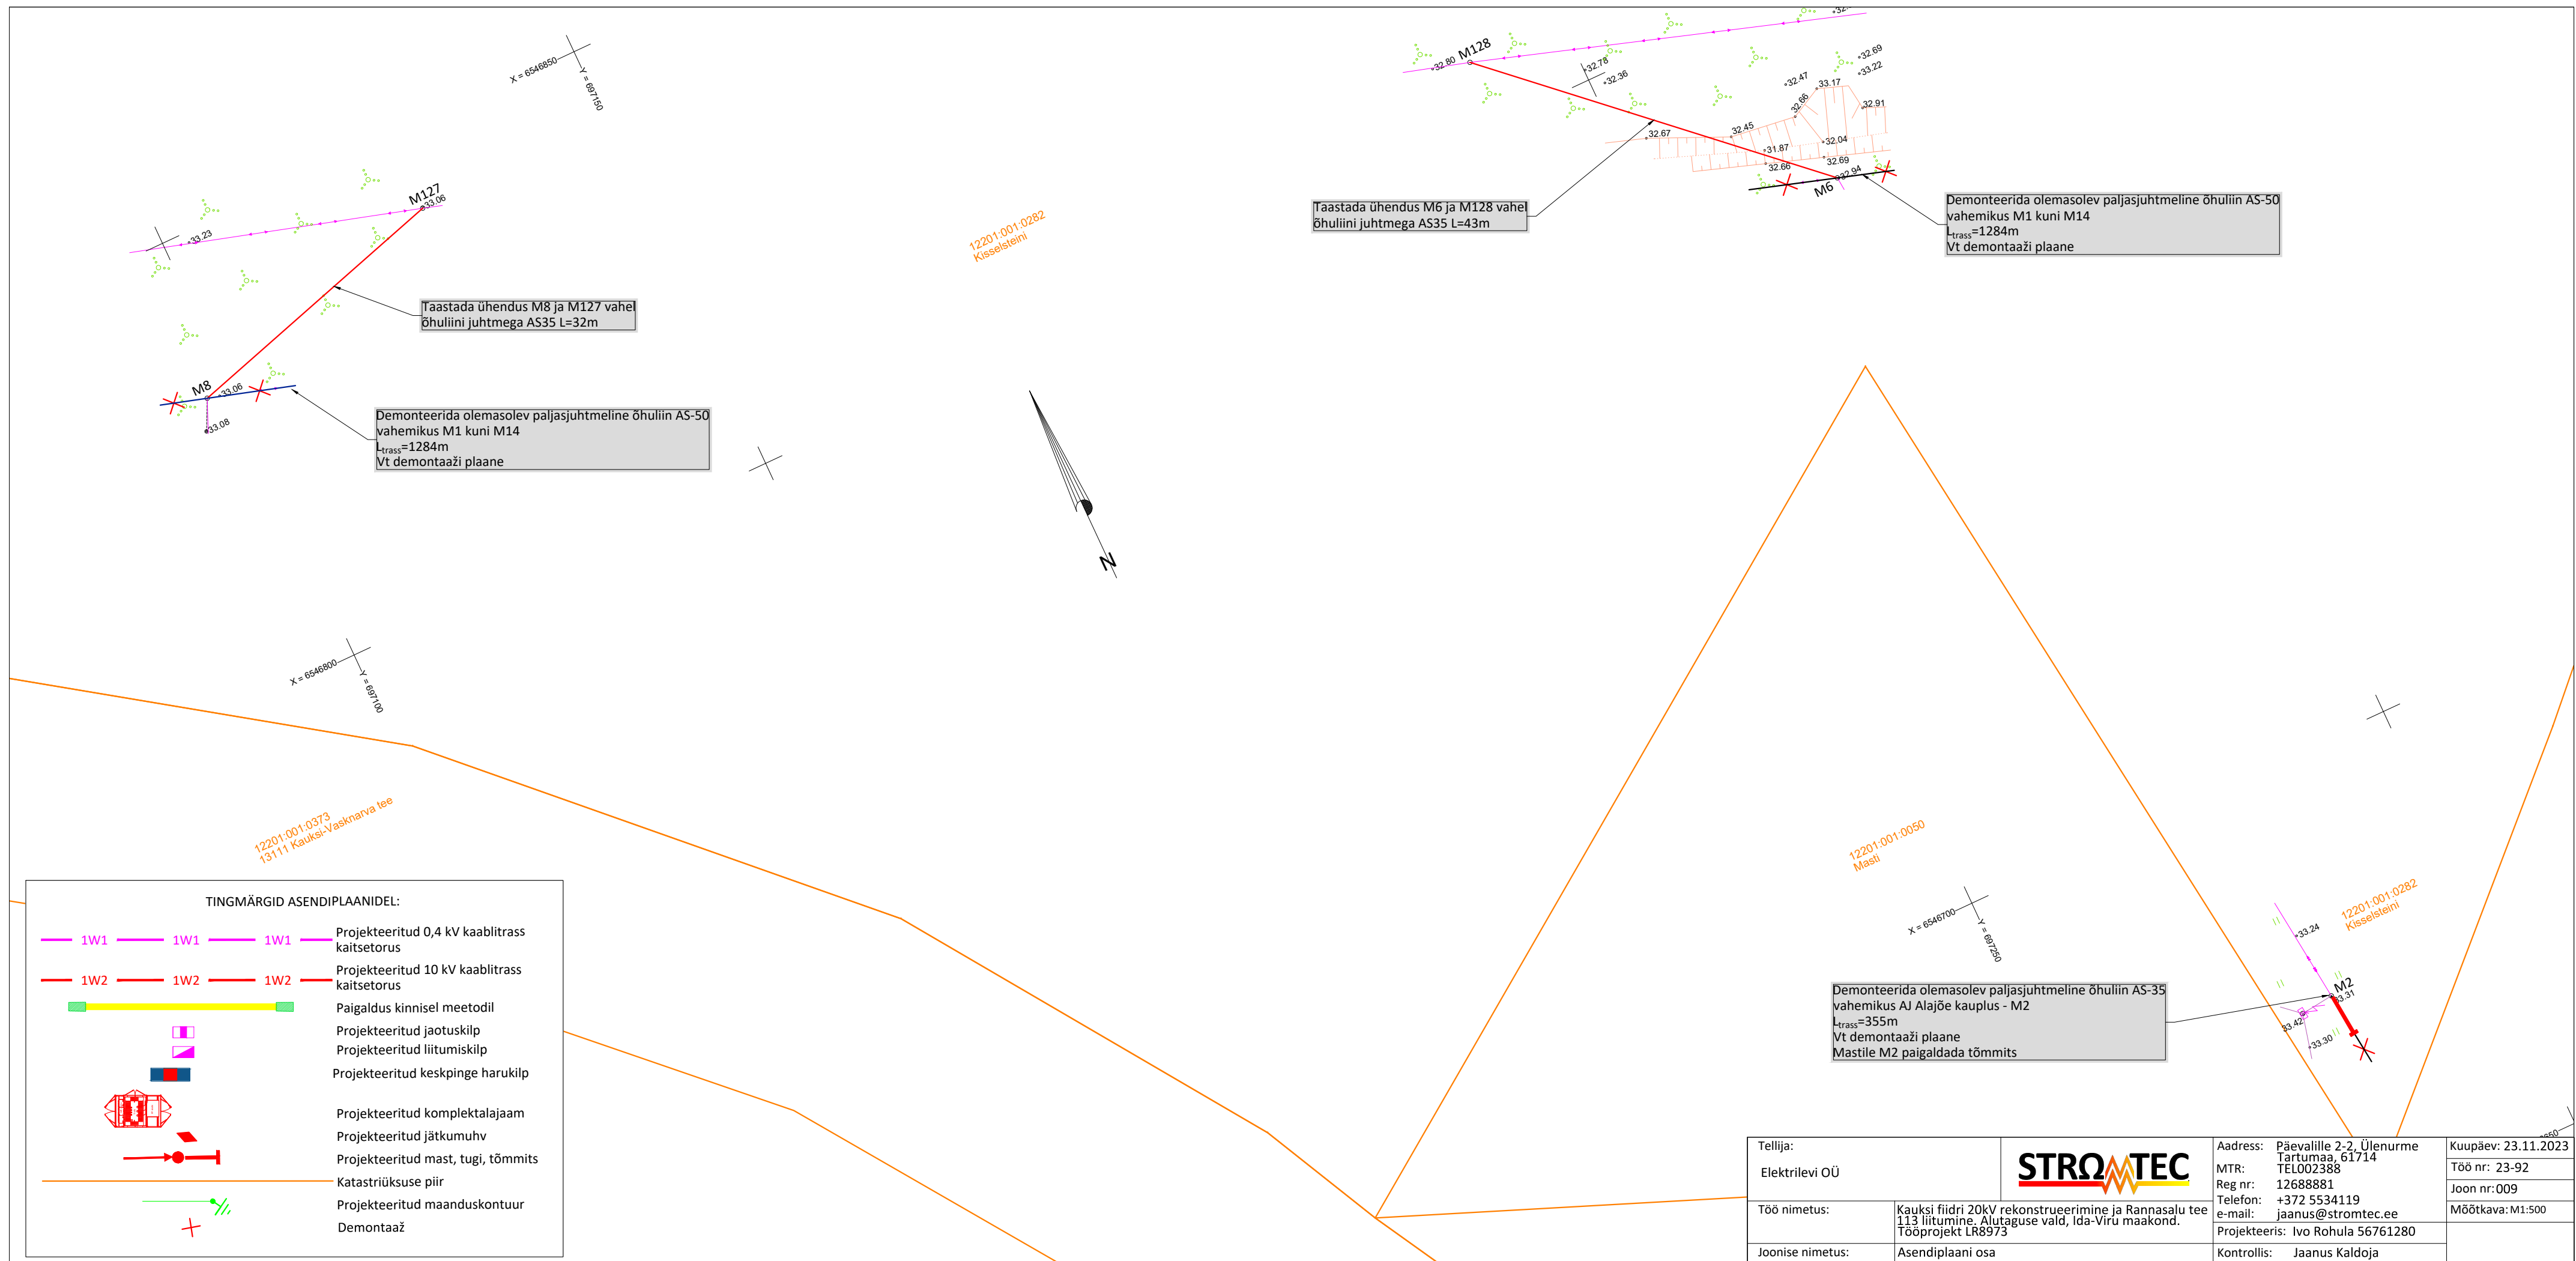 X = 6546850
Y = 697150
M127
33.06
33.23
M8
33.06
33.08
Taastada ühendus M8 ja M127 vahel
õhuliini juhtmega AS35 L=32m
Demonteerida olemasolev paljasjuhtmeline õhuliin AS-50
vahemikus M1 kuni M14
Ltrass=1284m
Vt demontaaži plaane
12201:001:0282
Kisselsteini
M128
32.80
32.78
32.36
32.69
33.22
32.47
33.17
32.66
32.91
32.67
32.45
31.87
32.04
32.66
32.69
32.94
M6
Taastada ühendus M6 ja M128 vahel
õhuliini juhtmega AS35 L=43m
Demonteerida olemasolev paljasjuhtmeline õhuliin AS-50
vahemikus M1 kuni M14
Ltrass=1284m
Vt demontaaži plaane
N
X = 6546800
Y = 697100
12201:001:0373
13111 Kauksi-Vasknarva tee
12201:001:0050
Masti
X = 6546700
Y = 697250
12201:001:0282
Kisselsteini
33.24
M2
33.31
33.42
33.30
Demonteerida olemasolev paljasjuhtmeline õhuliin AS-35
vahemikus AJ Alajõe kauplus - M2
Ltrass=355m
Vt demontaaži plaane
Mastile M2 paigaldada tõmmits
TINGMÄRGID ASENDIPLAANIDEL:
1W1 1W1 1W1 Projekteeritud 0,4 kV kaablitrass
kaitsetorus
1W2 1W2 1W2 Projekteeritud 10 kV kaablitrass
kaitsetorus
Paigaldus kinnisel meetodil
Projekteeritud jaotuskilp
Projekteeritud liitumiskilp
Projekteeritud keskpinge harukilp
Projekteeritud komplektalajaam
Projekteeritud jätkumuhv
Projekteeritud mast, tugi, tõmmits
Katastriüksuse piir
Projekteeritud maanduskontuur
Demontaaž
Tellija:
Elektrilevi OÜ
STRΩMTEC
Aadress: Päevalille 2-2, Ülenurme
Tartumaa, 61714
MTR: TEL002388
Reg nr: 12688881
Telefon: +372 5534119
e-mail: jaanus@stromtec.ee
Kuupäev: 23.11.2023
Töö nr: 23-92
Joon nr: 009
Mõõtkava: M1:500
Töö nimetus: Kauksi fiidri 20kV rekonstrueerimine ja Rannasalu tee
113 liitumine. Alutaguse vald, Ida-Viru maakond.
Tööprojekt LR8973
Projekteeris: Ivo Rohula 56761280
Joonise nimetus: Asendiplaani osa
Kontrollis: Jaanus Kaldoja